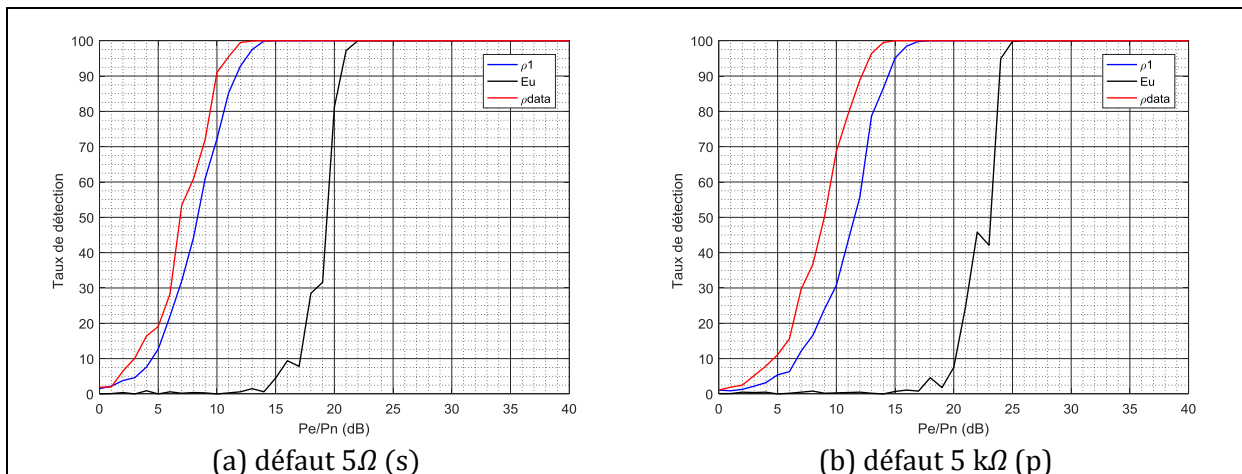 100
90
80
70
60
50
40
30
20
10
0
Taux de détection
0 5 10 15 20 25 30 35 40
Pe/Pn (dB)
ρ1
Eu
ρdata
(a) défaut 5Ω (s)
100
90
80
70
60
50
40
30
20
10
0
Taux de détection
0 5 10 15 20 25 30 35 40
Pe/Pn (dB)
ρ1
Eu
ρdata
(b) défaut 5 kΩ (p)